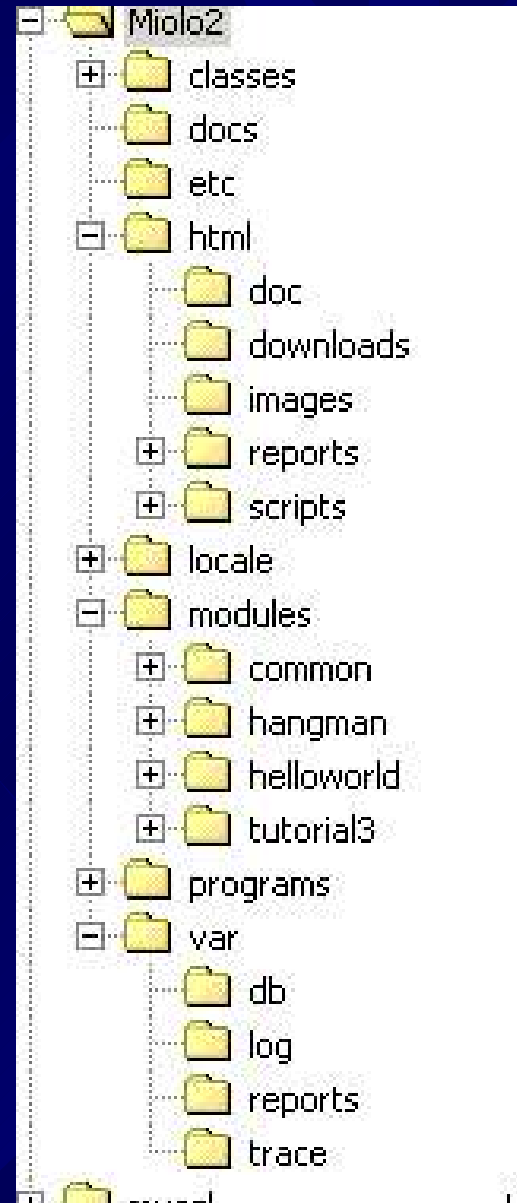 Miolo2
classes
docs
etc
html
doc
downloads
images
reports
scripts
locale
modules
common
hangman
helloworld
tutorial3
programs
var
db
log
reports
trace